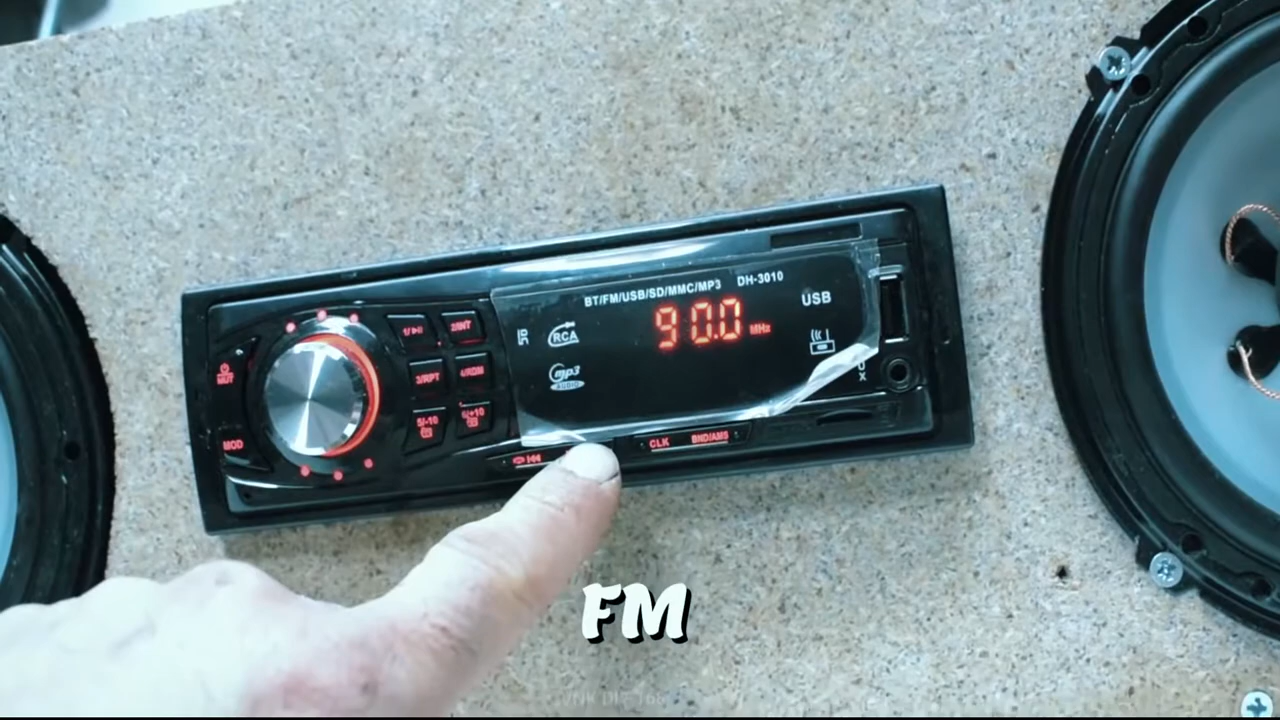 BT/FM/USB/SD/MMC/MP3 DH-3010
RCA
90.0 MHz
USB
mp3
AUDIO
1/
2/INT
3/RPT
4/RDM
5/-10
6/+10
MUT
MOD
CLK BND/AMS
FM